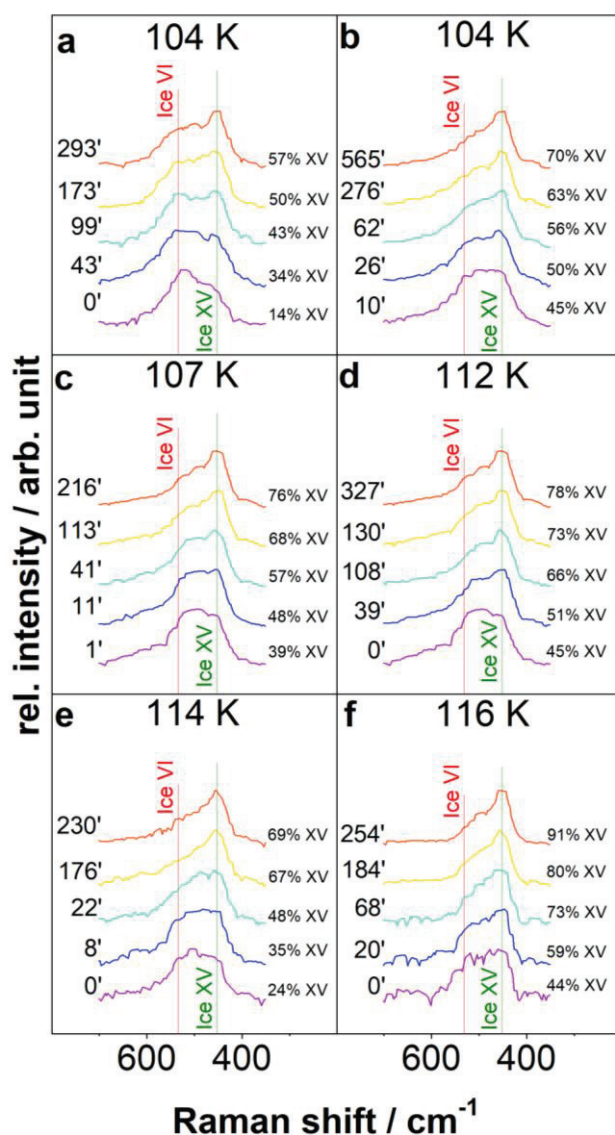 a 104 K
Ice VI
293' 57% XV
173' 50% XV
99' 43% XV
43' 34% XV
0' 14% XV
Ice XV
b 104 K
Ice VI
565' 70% XV
276' 63% XV
62' 56% XV
26' 50% XV
10' 45% XV
Ice XV
c 107 K
Ice VI
216' 76% XV
113' 68% XV
41' 57% XV
11' 48% XV
1' 39% XV
Ice XV
d 112 K
Ice VI
327' 78% XV
130' 73% XV
108' 66% XV
39' 51% XV
0' 45% XV
Ice XV
e 114 K
Ice VI
230' 69% XV
176' 67% XV
22' 48% XV
8' 35% XV
0' 24% XV
Ice XV
f 116 K
Ice VI
254' 91% XV
184' 80% XV
68' 73% XV
20' 59% XV
0' 44% XV
Ice XV
rel. intensity / arb. unit
600 400 600 400
Raman shift / cm⁻¹